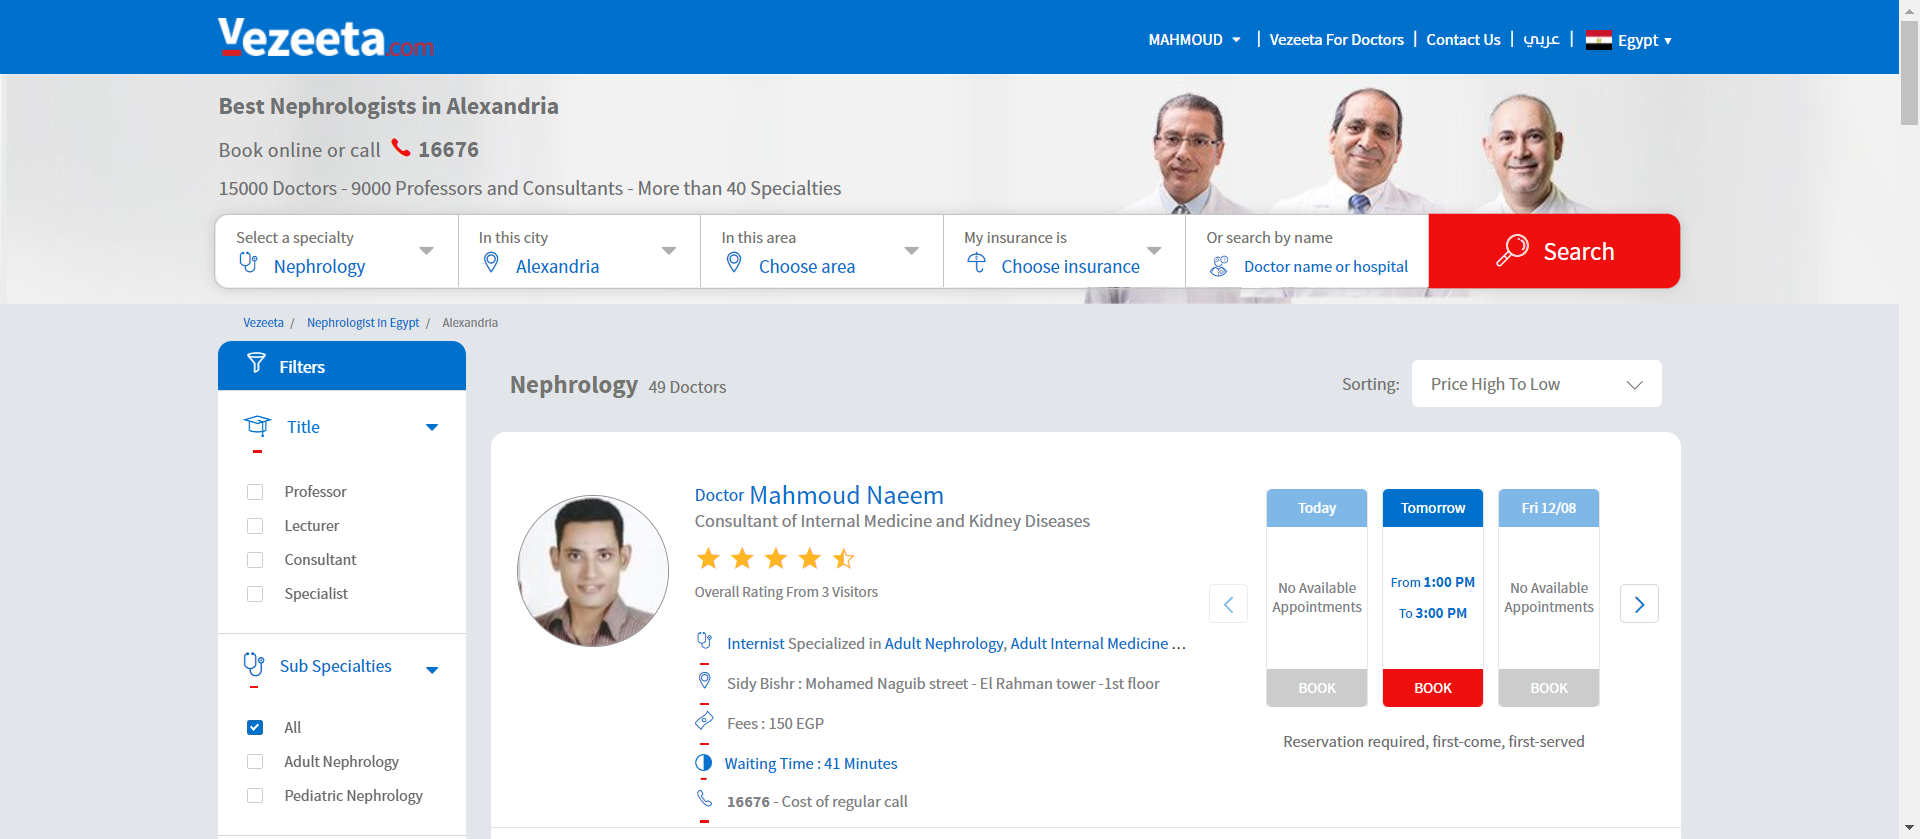 Vezeeta.com
MAHMOUD
Vezeeta For Doctors
Contact Us
عربي
Egypt
Best Nephrologists in Alexandria
Book online or call 16676
15000 Doctors - 9000 Professors and Consultants - More than 40 Specialties
Select a specialty
Nephrology
In this city
Alexandria
In this area
Choose area
My insurance is
Choose insurance
Or search by name
Doctor name or hospital
Search
Vezeeta / Nephrologist in Egypt / Alexandria
Filters
Title
Professor
Lecturer
Consultant
Specialist
Sub Specialties
All
Adult Nephrology
Pediatric Nephrology
Nephrology 49 Doctors
Sorting: Price High To Low
Doctor Mahmoud Naeem
Consultant of Internal Medicine and Kidney Diseases
Overall Rating From 3 Visitors
Internist Specialized in Adult Nephrology, Adult Internal Medicine ...
Sidy Bishr : Mohamed Naguib street - El Rahman tower -1st floor
Fees : 150 EGP
Waiting Time : 41 Minutes
16676 - Cost of regular call
Today
No Available
Appointments
BOOK
Tomorrow
From 1:00 PM
To 3:00 PM
BOOK
Fri 12/08
No Available
Appointments
BOOK
Reservation required, first-come, first-served